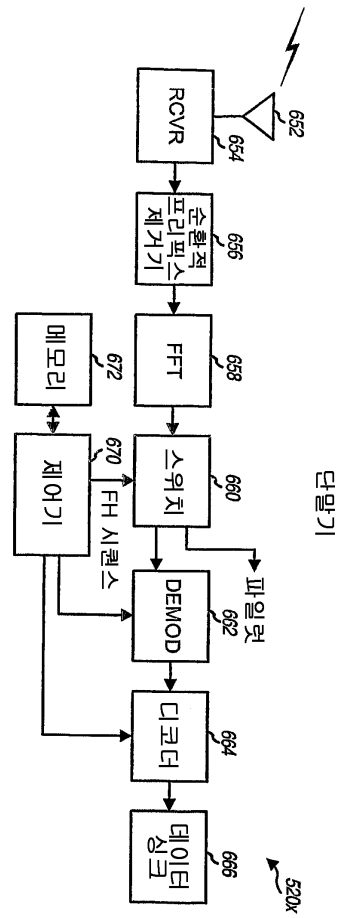 단말기
652
RCVR
654
순환적
프리픽스
제거기
656
FFT
658
스위치
660
파일럿
DEMOD
662
디코더
664
데이터
싱크
666
메모리
672
제어기
670
FH 시퀀스
520x